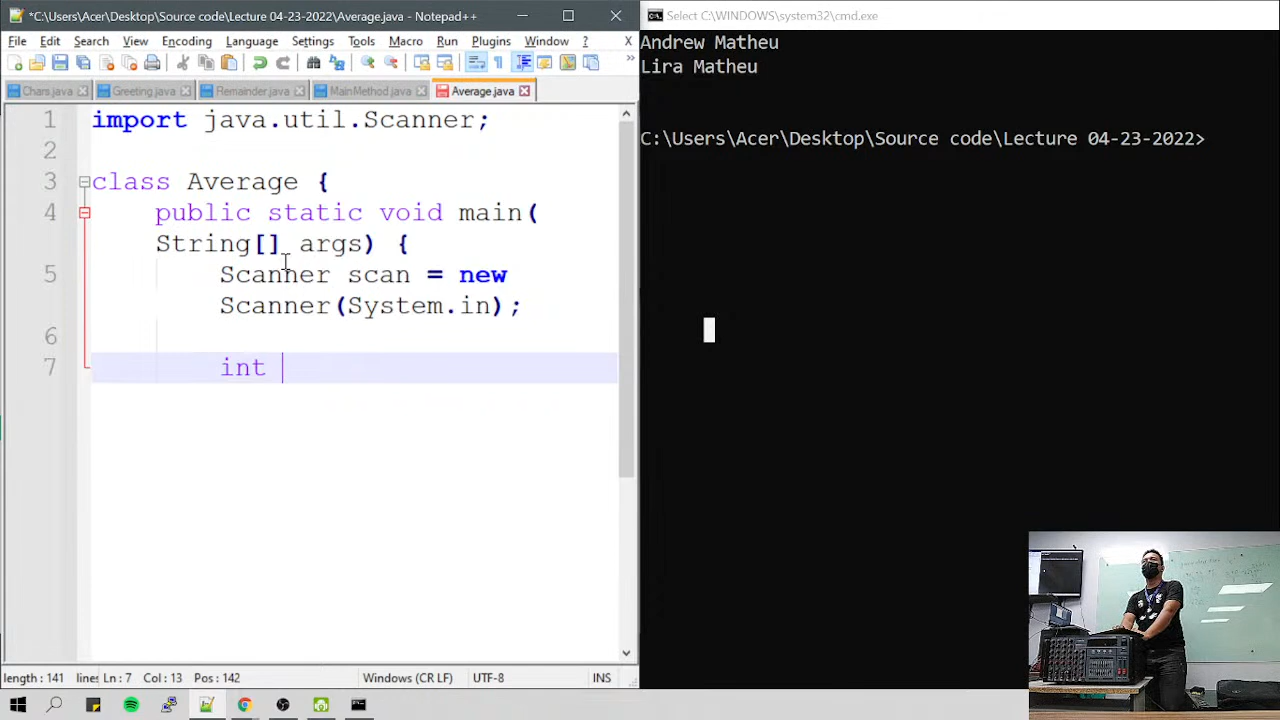 *C:\Users\Acer\Desktop\Source code\Lecture 04-23-2022\Average.java - Notepad++
File Edit Search View Encoding Language Settings Tools Macro Run Plugins Window ? X
Chars.java Greeting.java Remainder.java MainMethod.java Average.java
1 import java.util.Scanner;
2
3 class Average {
4 public static void main(
String[] args) {
5 Scanner scan = new
Scanner(System.in);
6
7 int
length: 141 lines Ln: 7 Col: 13 Pos: 142 Windows (CR LF) UTF-8 INS
Select C:\WINDOWS\system32\cmd.exe
Andrew Matheu
Lira Matheu
C:\Users\Acer\Desktop\Source code\Lecture 04-23-2022>